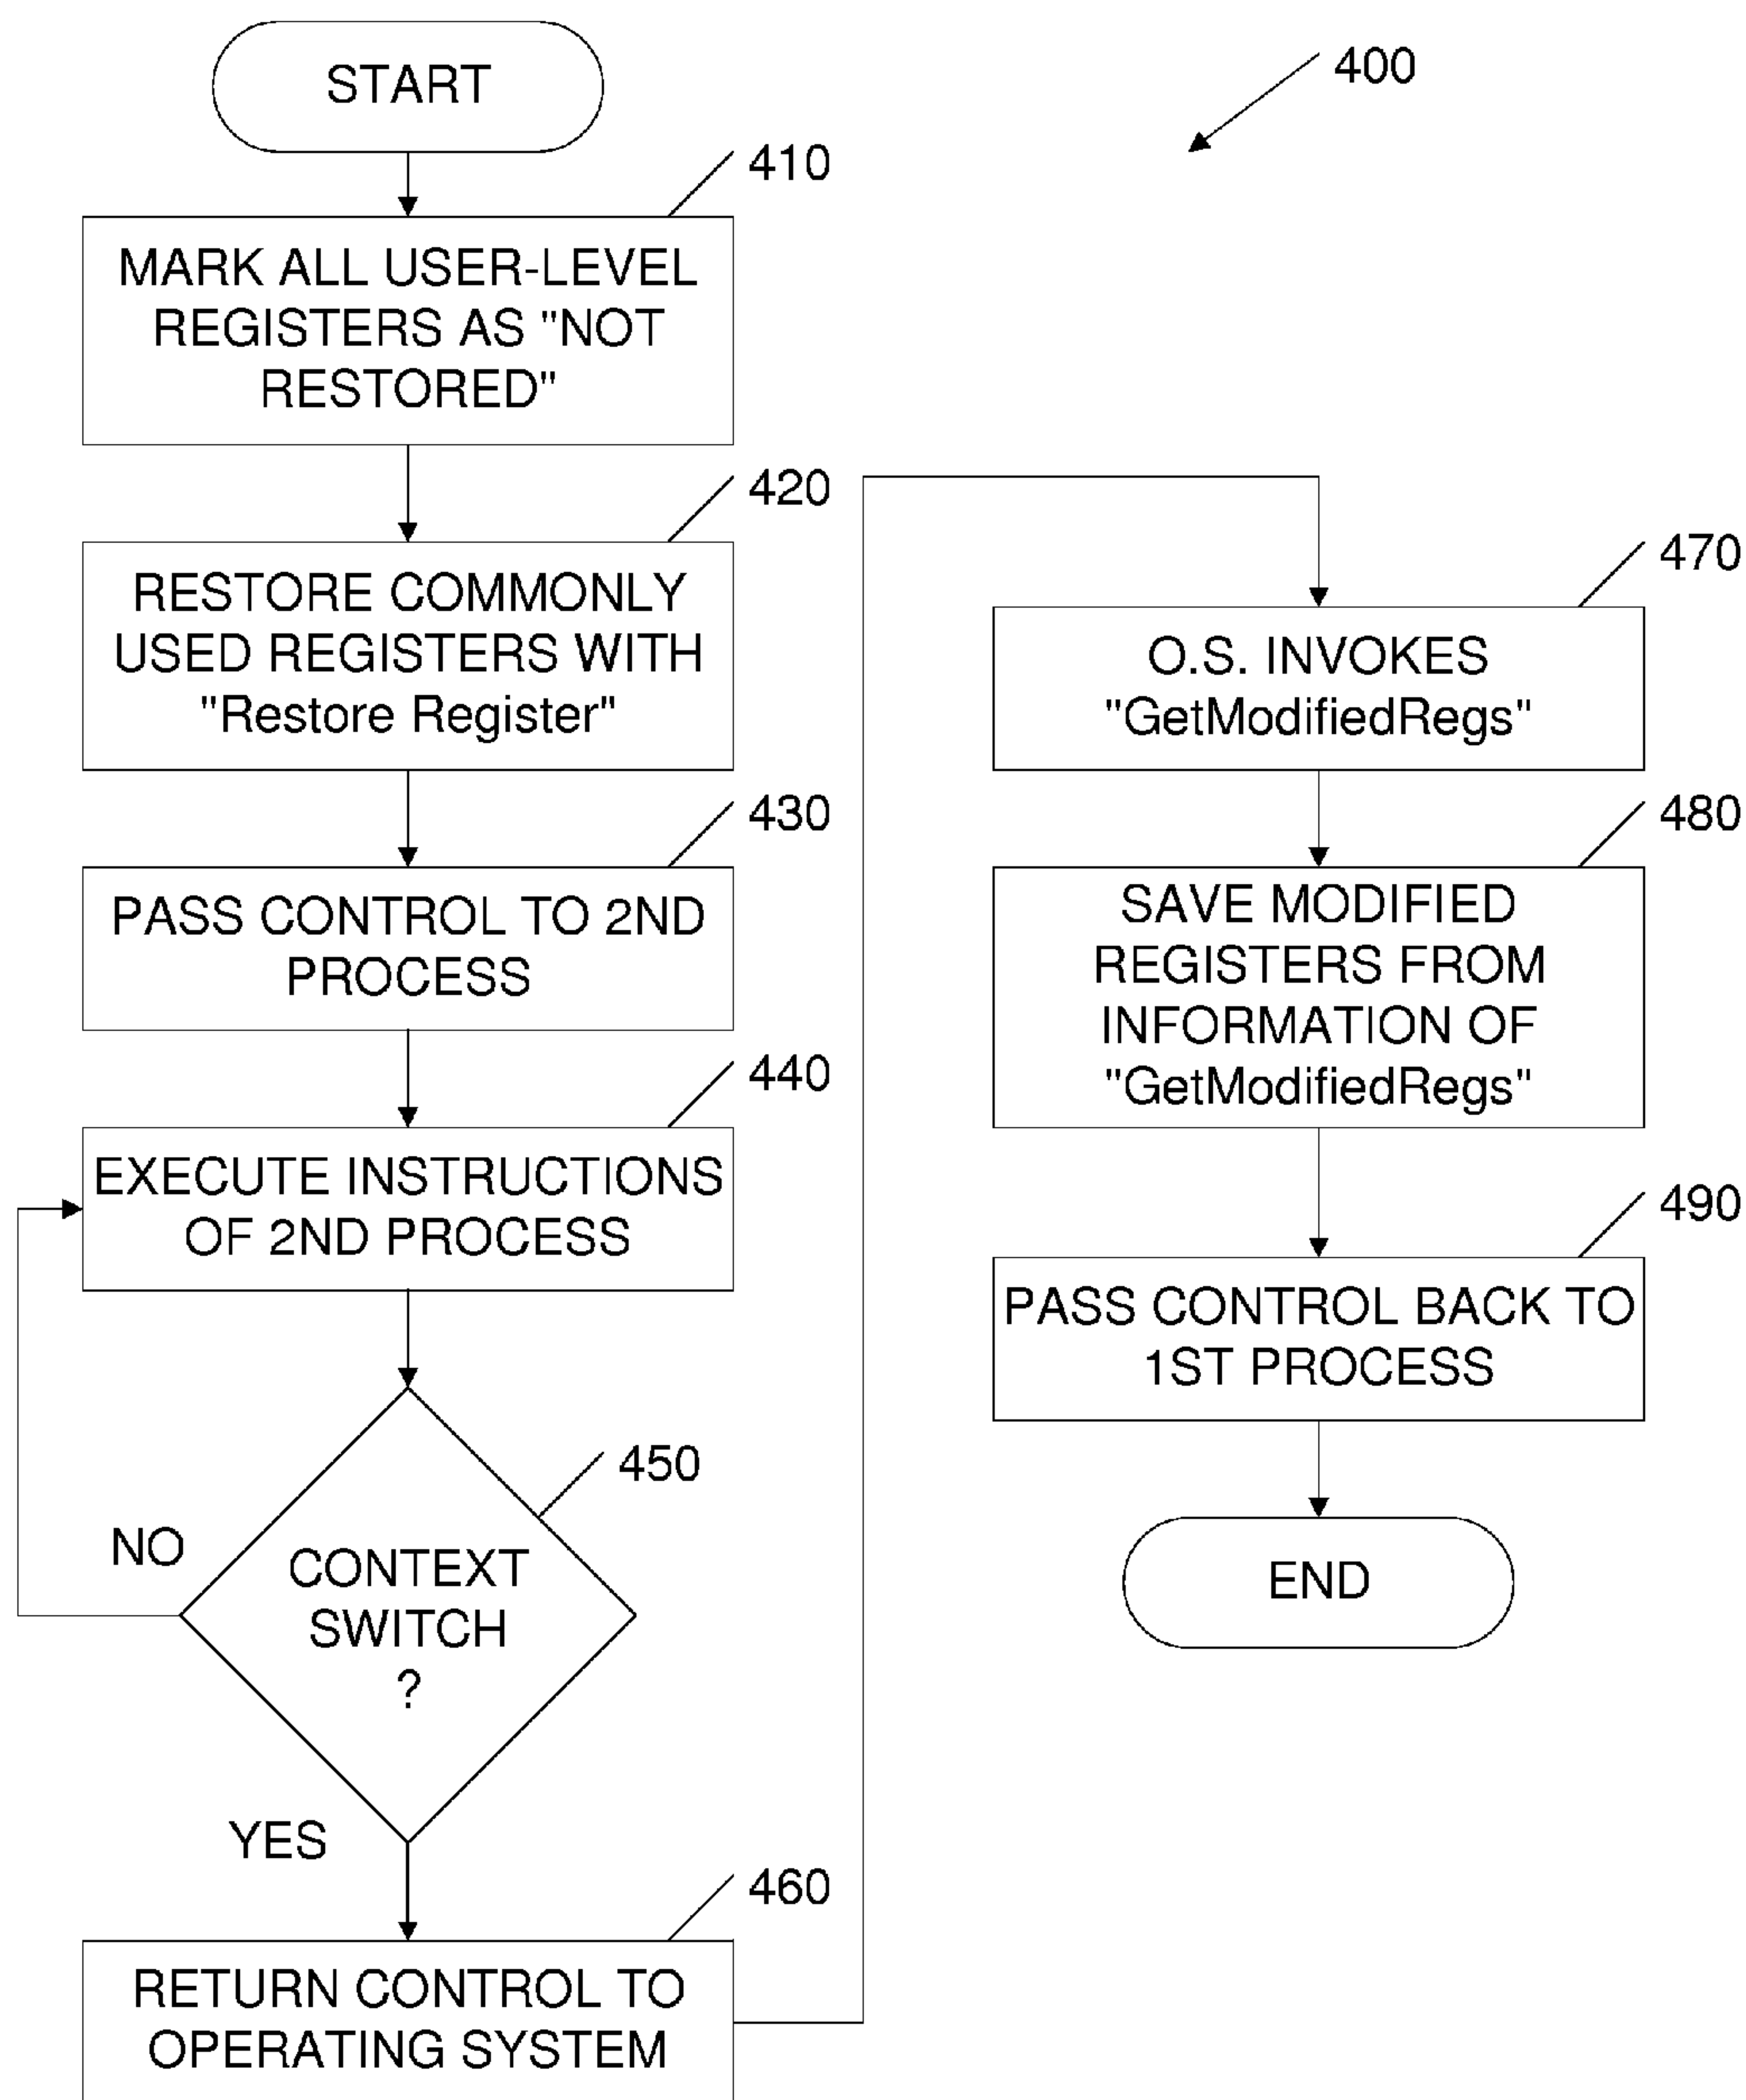 START
400
410
MARK ALL USER-LEVEL
REGISTERS AS "NOT
RESTORED"
420
RESTORE COMMONLY
USED REGISTERS WITH
"Restore Register"
430
PASS CONTROL TO 2ND
PROCESS
440
EXECUTE INSTRUCTIONS
OF 2ND PROCESS
450
CONTEXT
SWITCH
?
NO
YES
460
RETURN CONTROL TO
OPERATING SYSTEM
470
O.S. INVOKES
"GetModifiedRegs"
480
SAVE MODIFIED
REGISTERS FROM
INFORMATION OF
"GetModifiedRegs"
490
PASS CONTROL BACK TO
1ST PROCESS
END